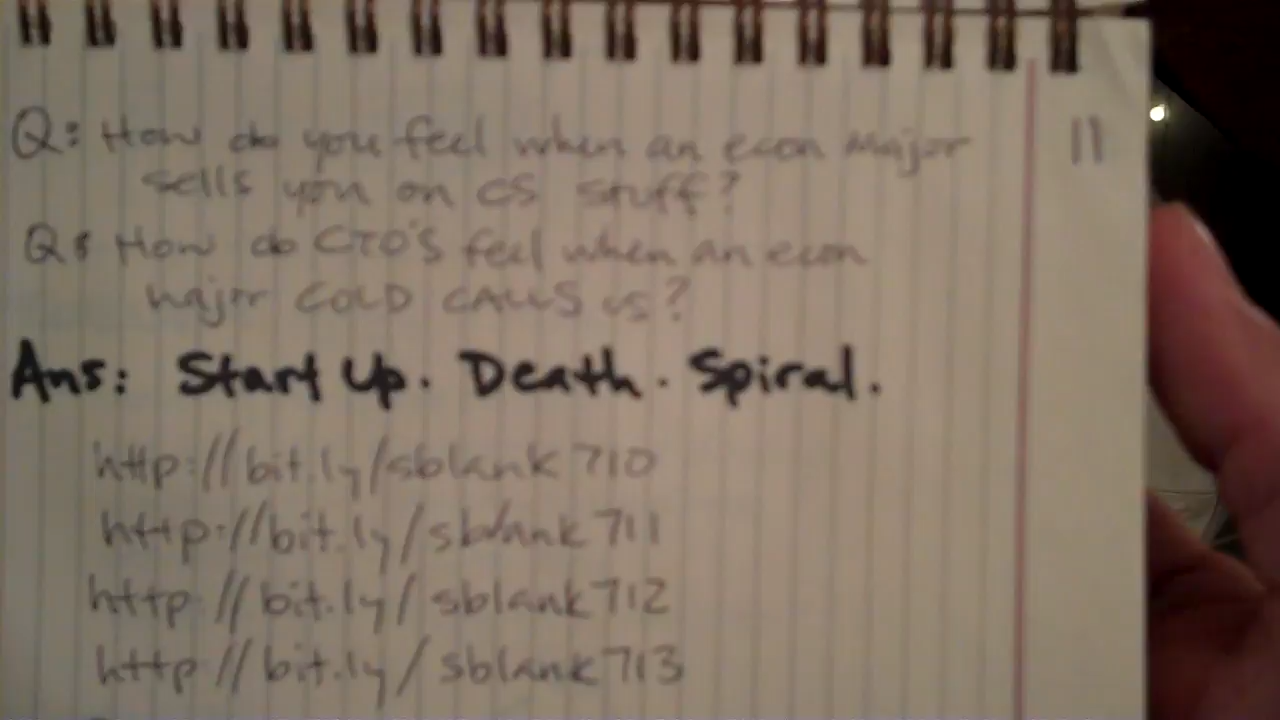 Q: How do you feel when an econ major 11
sells you on CS stuff?
Q: How do CTO'S feel when an econ
major COLD CALLS us?
Ans: Start Up. Death. Spiral.
http://bit.ly/sblank710
http://bit.ly/sblank711
http//bit.ly/sblank712
http//bit.ly/sblank713